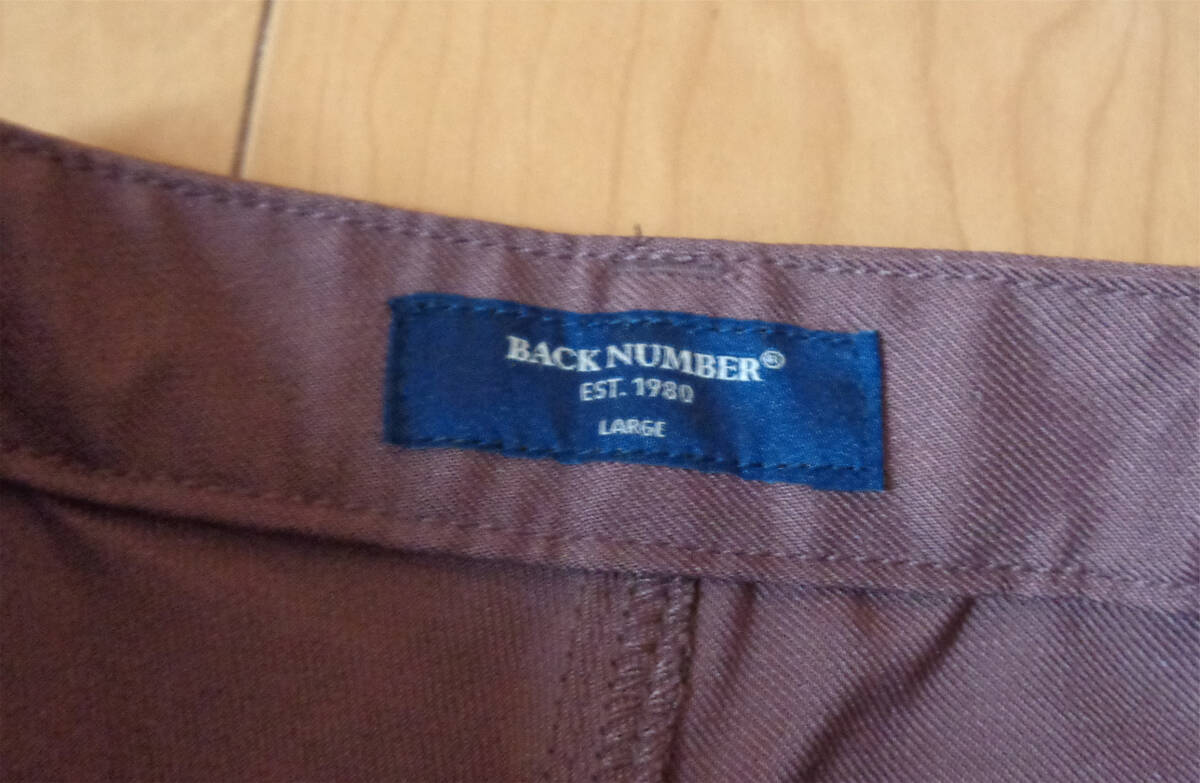 BACK NUMBER®
EST. 1980
LARGE